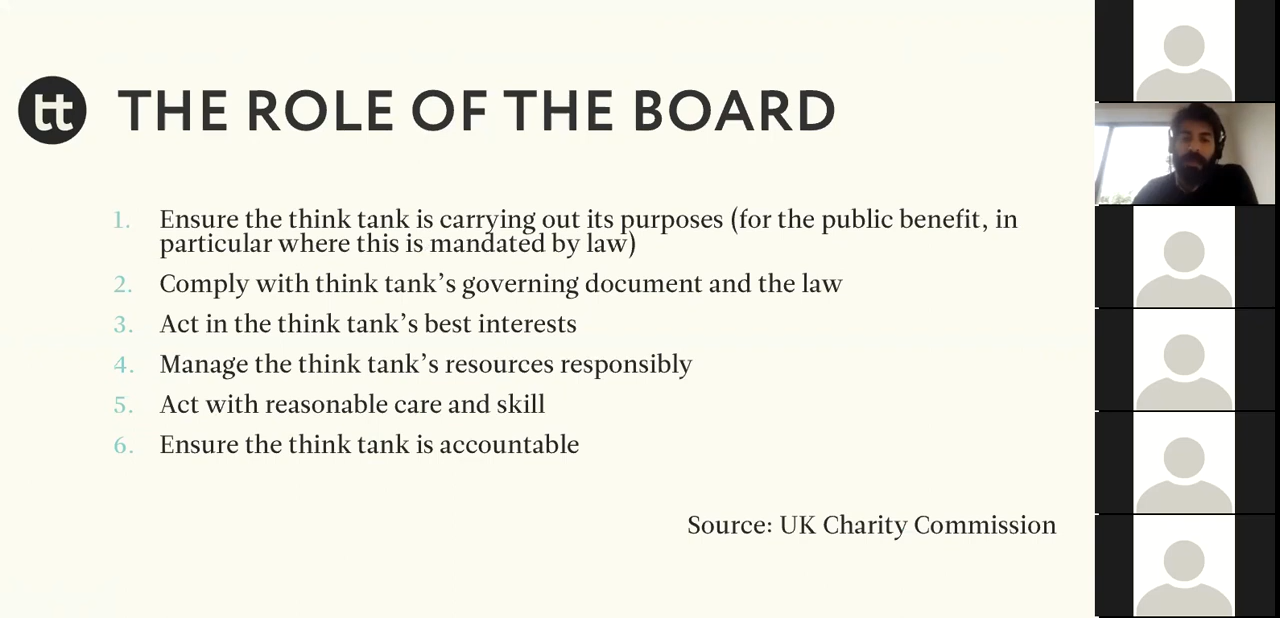 tt THE ROLE OF THE BOARD
1. Ensure the think tank is carrying out its purposes (for the public benefit, in
particular where this is mandated by law)
2. Comply with think tank’s governing document and the law
3. Act in the think tank’s best interests
4. Manage the think tank’s resources responsibly
5. Act with reasonable care and skill
6. Ensure the think tank is accountable
Source: UK Charity Commission